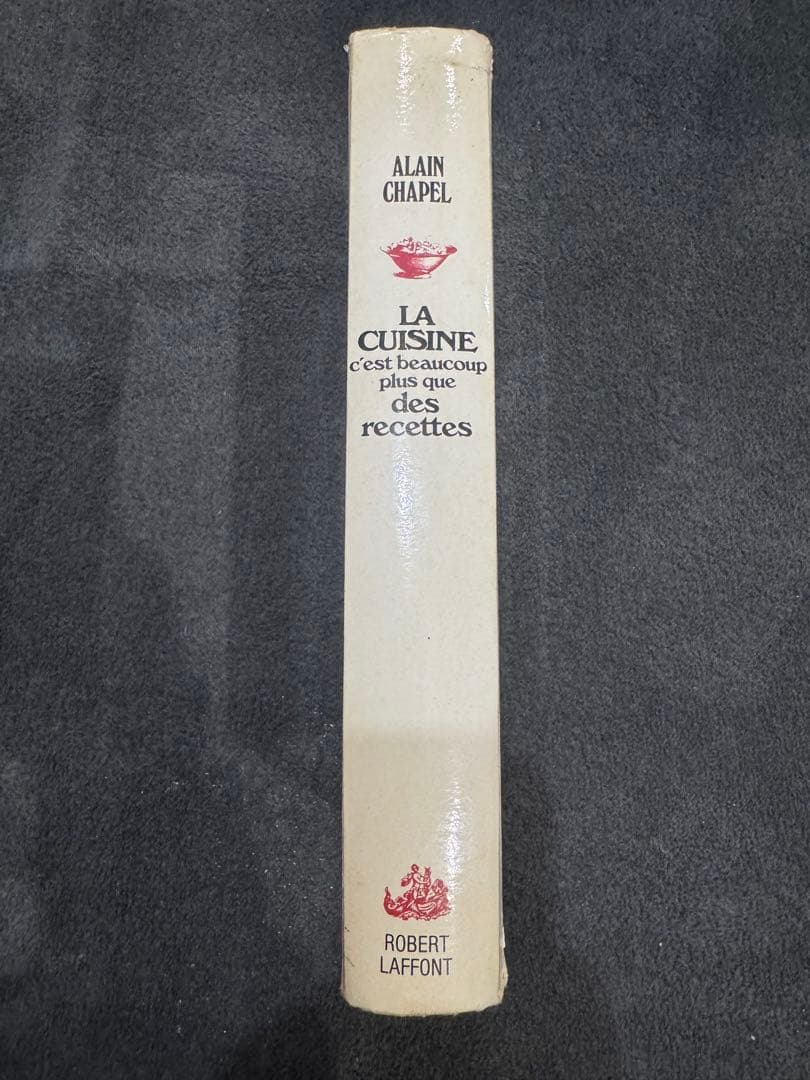 ALAIN
CHAPEL
LA
CUISINE
c'est beaucoup
plus que
des
recettes
ROBERT
LAFFONT